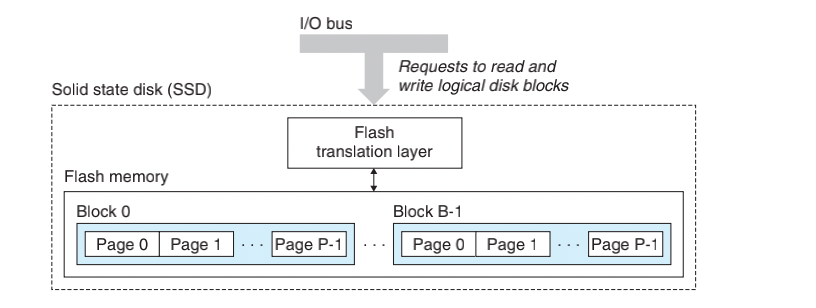 I/O bus
Requests to read and
write logical disk blocks
Solid state disk (SSD)
Flash
translation layer
Flash memory
Block 0
Block B-1
Page 0 Page 1 · · · Page P-1 · · · Page 0 Page 1 · · · Page P-1